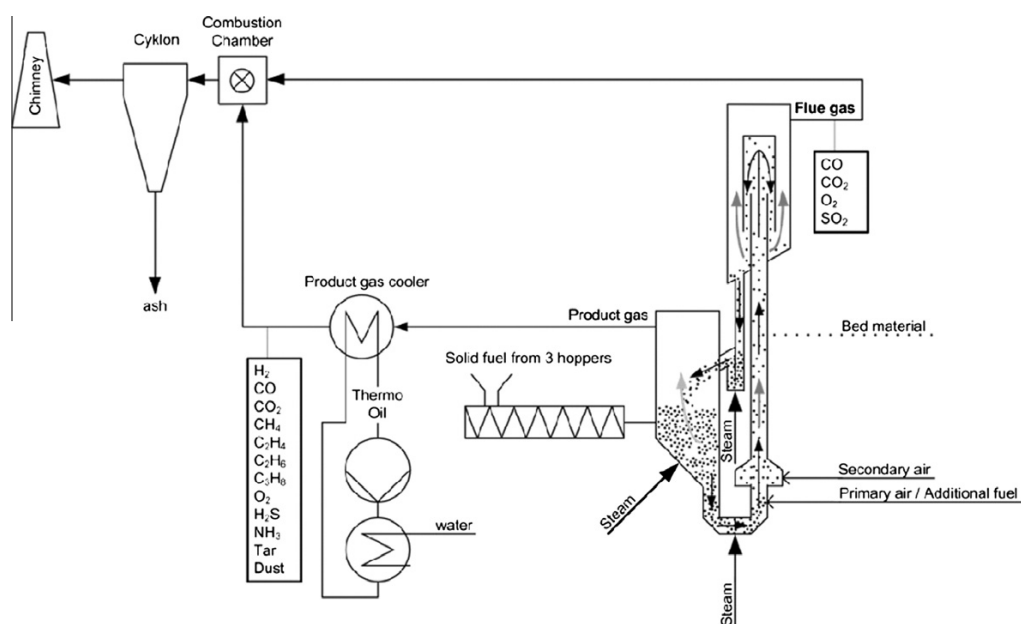 Chimney
Cyklon
Combustion
Chamber
ash
Flue gas
CO
CO₂
O₂
SO₂
Product gas cooler
Product gas
Bed material
Solid fuel from 3 hoppers
Thermo
Oil
H₂
CO
CO₂
CH₄
C₂H₄
C₂H₆
C₃H₈
O₂
H₂S
NH₃
Tar
Dust
water
Steam
Steam
Steam
Secondary air
Primary air / Additional fuel